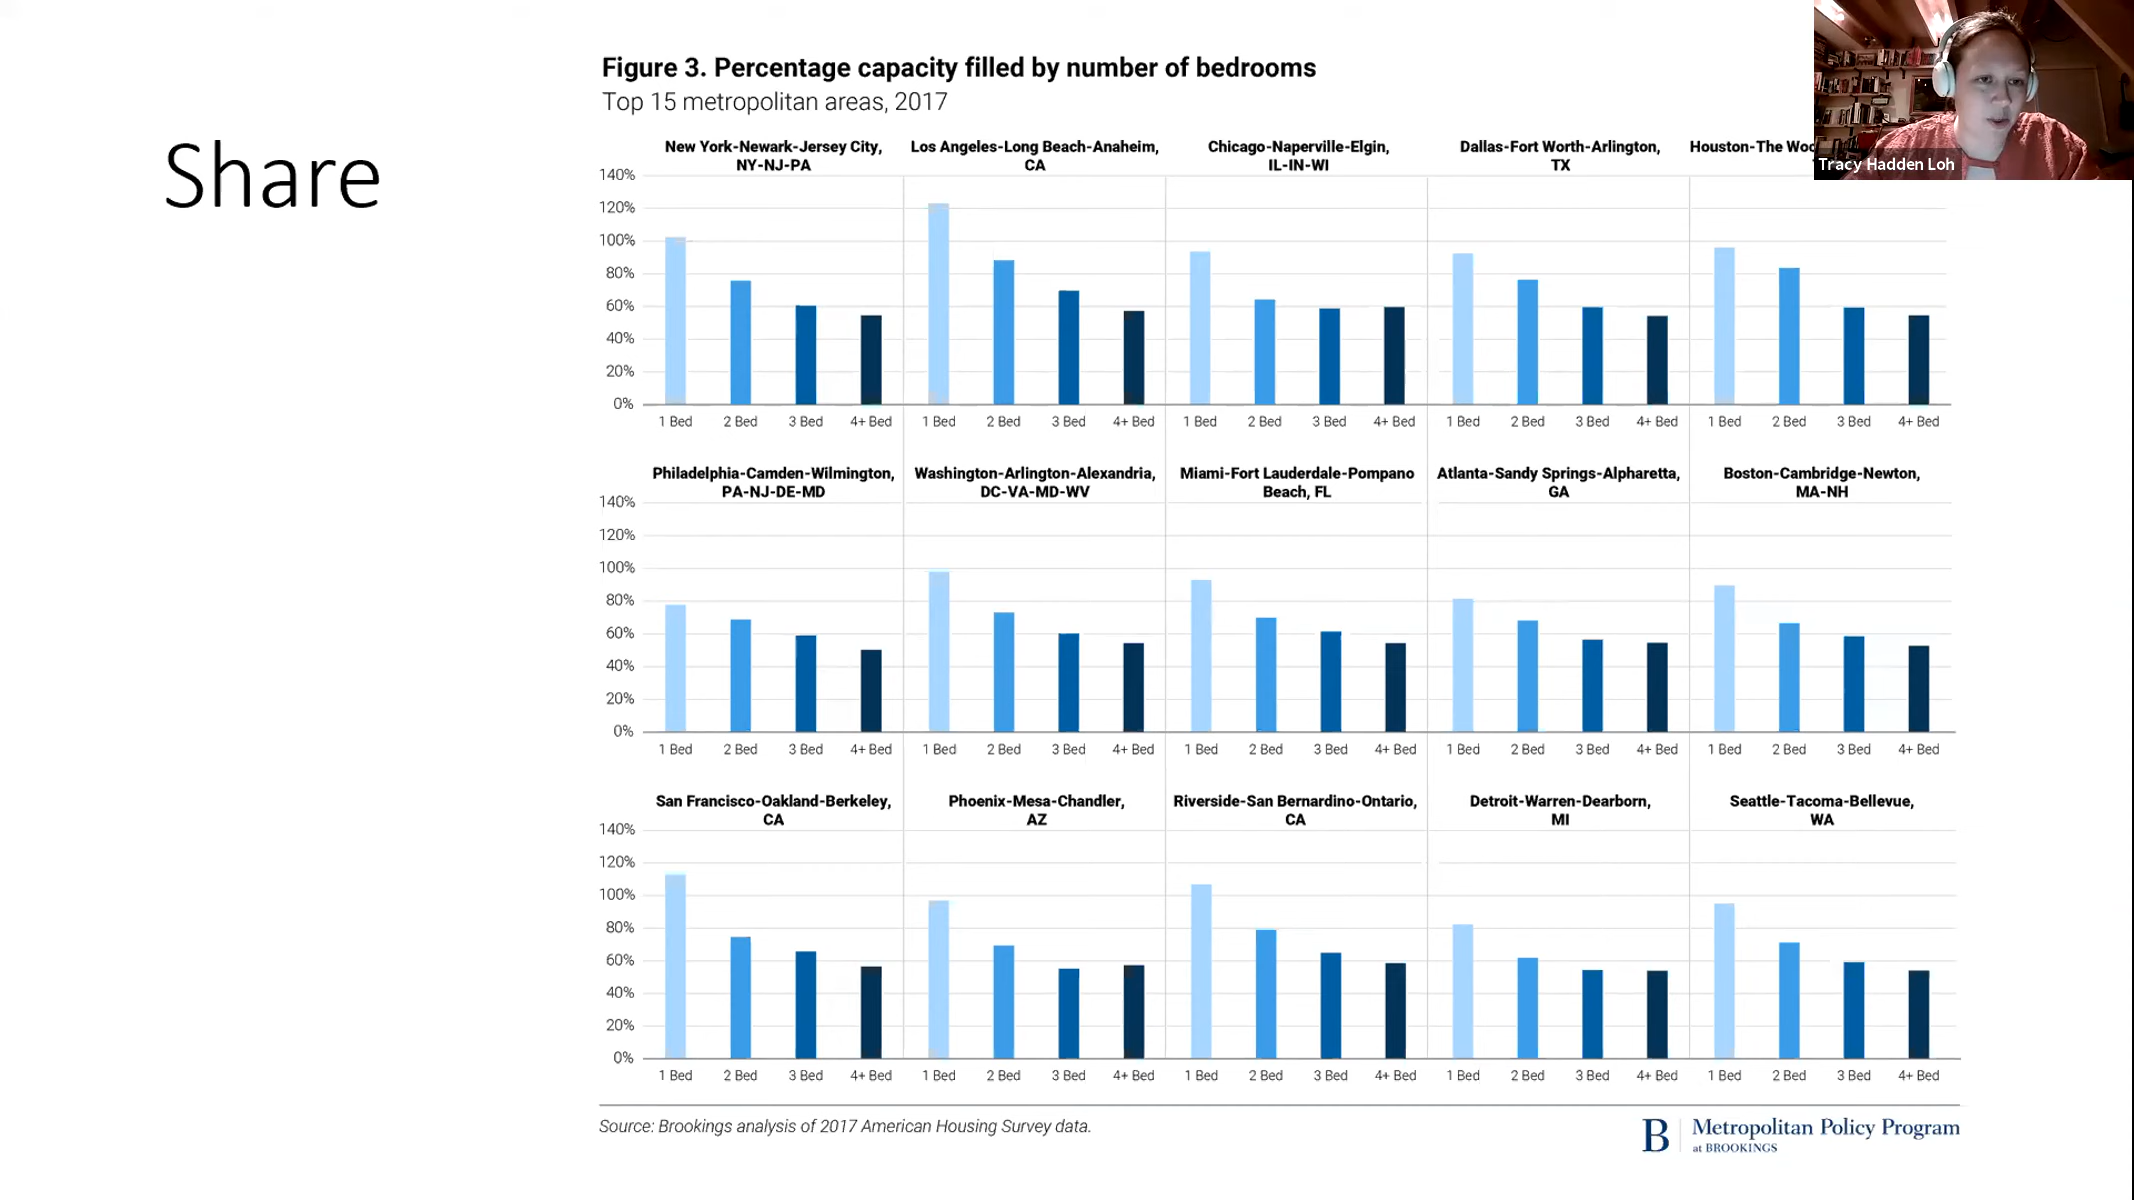 Share
Figure 3. Percentage capacity filled by number of bedrooms
Top 15 metropolitan areas, 2017
Tracy Hadden Loh
New York-Newark-Jersey City,
NY-NJ-PA
Los Angeles-Long Beach-Anaheim,
CA
Chicago-Naperville-Elgin,
IL-IN-WI
Dallas-Fort Worth-Arlington,
TX
Houston-The
140%
120%
100%
80%
60%
40%
20%
0%
1 Bed 2 Bed 3 Bed 4+ Bed 1 Bed 2 Bed 3 Bed 4+ Bed 1 Bed 2 Bed 3 Bed 4+ Bed 1 Bed 2 Bed 3 Bed 4+ Bed 1 Bed 2 Bed 3 Bed 4+ Bed
Philadelphia-Camden-Wilmington,
PA-NJ-DE-MD
Washington-Arlington-Alexandria,
DC-VA-MD-WV
Miami-Fort Lauderdale-Pompano
Beach, FL
Atlanta-Sandy Springs-Alpharetta,
GA
Boston-Cambridge-Newton,
MA-NH
140%
120%
100%
80%
60%
40%
20%
0%
1 Bed 2 Bed 3 Bed 4+ Bed 1 Bed 2 Bed 3 Bed 4+ Bed 1 Bed 2 Bed 3 Bed 4+ Bed 1 Bed 2 Bed 3 Bed 4+ Bed 1 Bed 2 Bed 3 Bed 4+ Bed
San Francisco-Oakland-Berkeley,
CA
Phoenix-Mesa-Chandler,
AZ
Riverside-San Bernardino-Ontario,
CA
Detroit-Warren-Dearborn,
MI
Seattle-Tacoma-Bellevue,
WA
140%
120%
100%
80%
60%
40%
20%
0%
1 Bed 2 Bed 3 Bed 4+ Bed 1 Bed 2 Bed 3 Bed 4+ Bed 1 Bed 2 Bed 3 Bed 4+ Bed 1 Bed 2 Bed 3 Bed 4+ Bed 1 Bed 2 Bed 3 Bed 4+ Bed
Source: Brookings analysis of 2017 American Housing Survey data.
B
Metropolitan Policy Program
at BROOKINGS